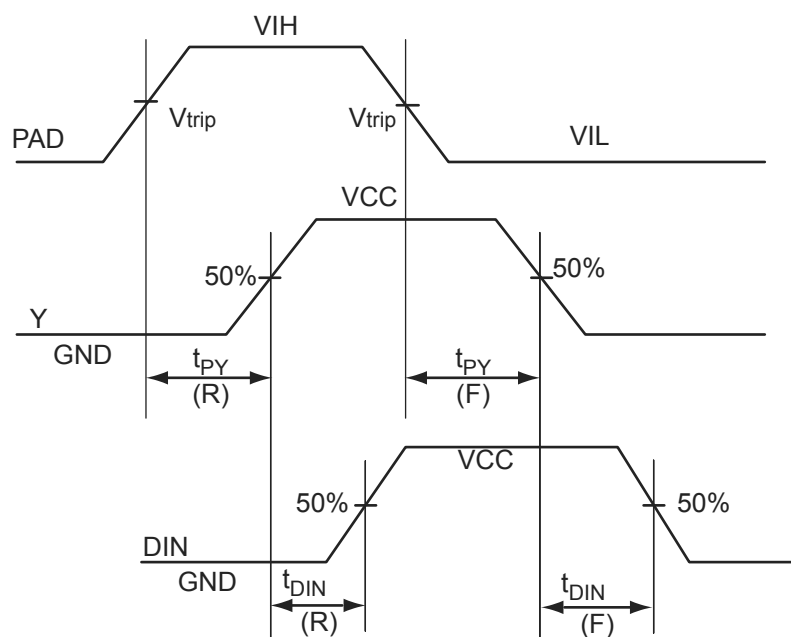 VIH
PAD
Vtrip
Vtrip
VIL
VCC
50%
50%
Y
GND
tPY
(R)
tPY
(F)
VCC
50%
50%
DIN
GND
tDIN
(R)
tDIN
(F)